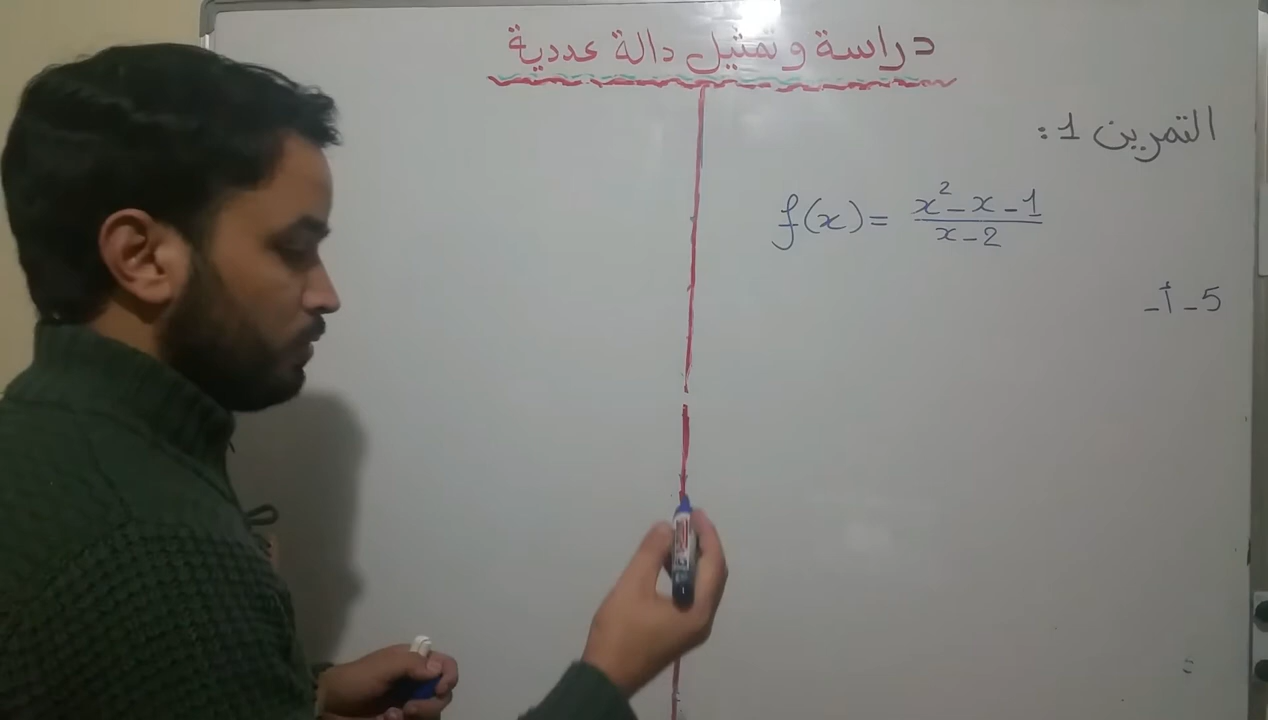 دراسة وتمثيل دالة عددية
التمرين 1:
f(x)= (x²-x-1)/(x-2)
5-أ-